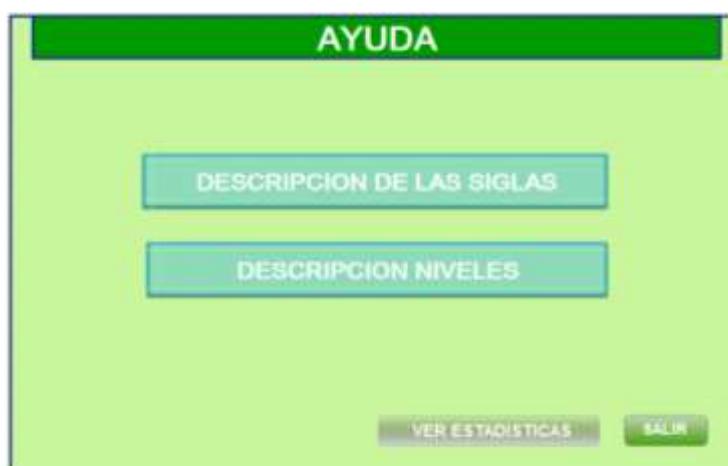 AYUDA
DESCRIPCION DE LAS SIGLAS
DESCRIPCION NIVELES
VER ESTADISTICAS
SALIR